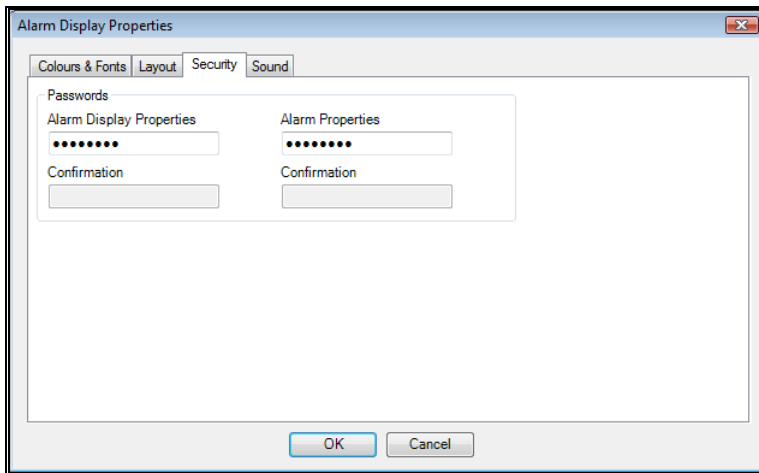 Alarm Display Properties
Colours & Fonts Layout Security Sound
Passwords
Alarm Display Properties Alarm Properties
•••••••• ••••••••
Confirmation Confirmation
OK Cancel